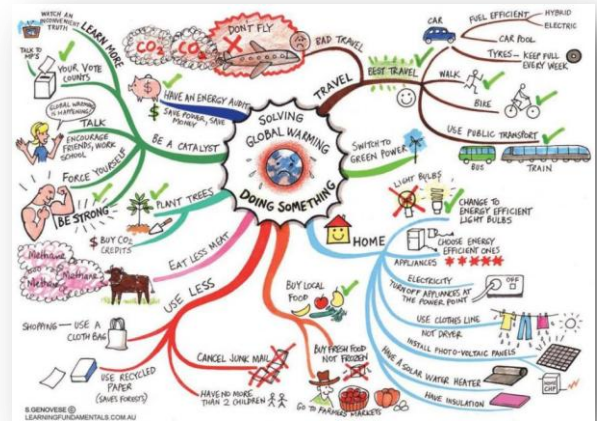 WATCH AN
INCONVENIENT
TRUTH
LEARN MORE
TALK TO
MP'S
YOUR VOTE
COUNTS
GLOBAL WARMING
IS HAPPENING!
TALK
ENCOURAGE
FRIENDS, WORK
SCHOOL
FORCE YOURSELF
BE STRONG
BE A CATALYST
CO2
CO2
DON'T FLY
BAD TRAVEL
TRAVEL
BEST TRAVEL
CAR
FUEL EFFICIENT
HYBRID
ELECTRIC
CAR POOL
TYRES - KEEP FULL
EVERY WEEK
WALK
BIKE
USE PUBLIC TRANSPORT
BUS
TRAIN
HAVE AN ENERGY AUDIT
$ SAVE POWER, SAVE
MONEY
SOLVING
GLOBAL WARMING
DOING SOMETHING
SWITCH TO
GREEN POWER
PLANT TREES
$ BUY CO2
CREDITS
EAT LESS MEAT
Methane
Methane
USE LESS
SHOPPING — USE A
CLOTH BAG
USE RECYCLED
PAPER
(SAVES FORESTS)
CANCEL JUNK MAIL
HAVE NO MORE
THAN 2 CHILDREN
BUY LOCAL
FOOD
BUY FRESH FOOD
NOT FROZEN
GO TO FARMERS MARKETS
HOME
LIGHT BULBS
CHANGE TO
ENERGY EFFICIENT
LIGHT BULBS
APPLIANCES
CHOOSE ENERGY
EFFICIENT ONES
ELECTRICITY
TURN OFF APPLIANCES AT
THE POWER POINT
OFF
USE CLOTHES LINE
NOT DRYER
INSTALL PHOTO-VOLTAIC PANELS
HAVE A SOLAR WATER HEATER
HAVE INSULATION
S.GENOVESE ©
LEARNINGFUNDAMENTALS.COM.AU